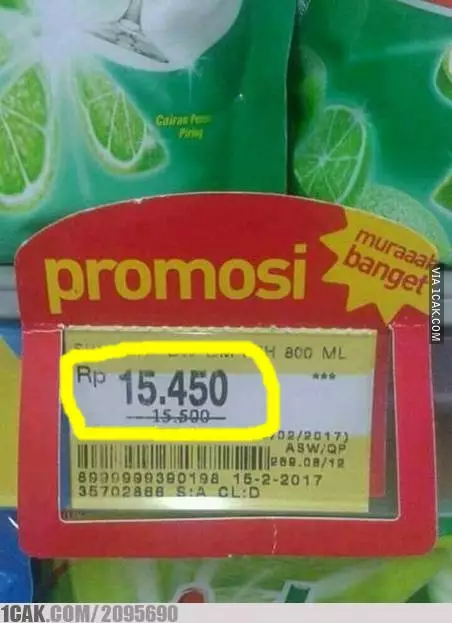 Cairan Pencuci
Piring
promosi
muraaah
banget
800 ML
Rp 15.450
***
15.500
/02/2017)
ASW/QP
289.08/12
8999999390198 15-2-2017
35702866 S:A CL:D
VIA 1CAK.COM
1CAK.COM/2095690